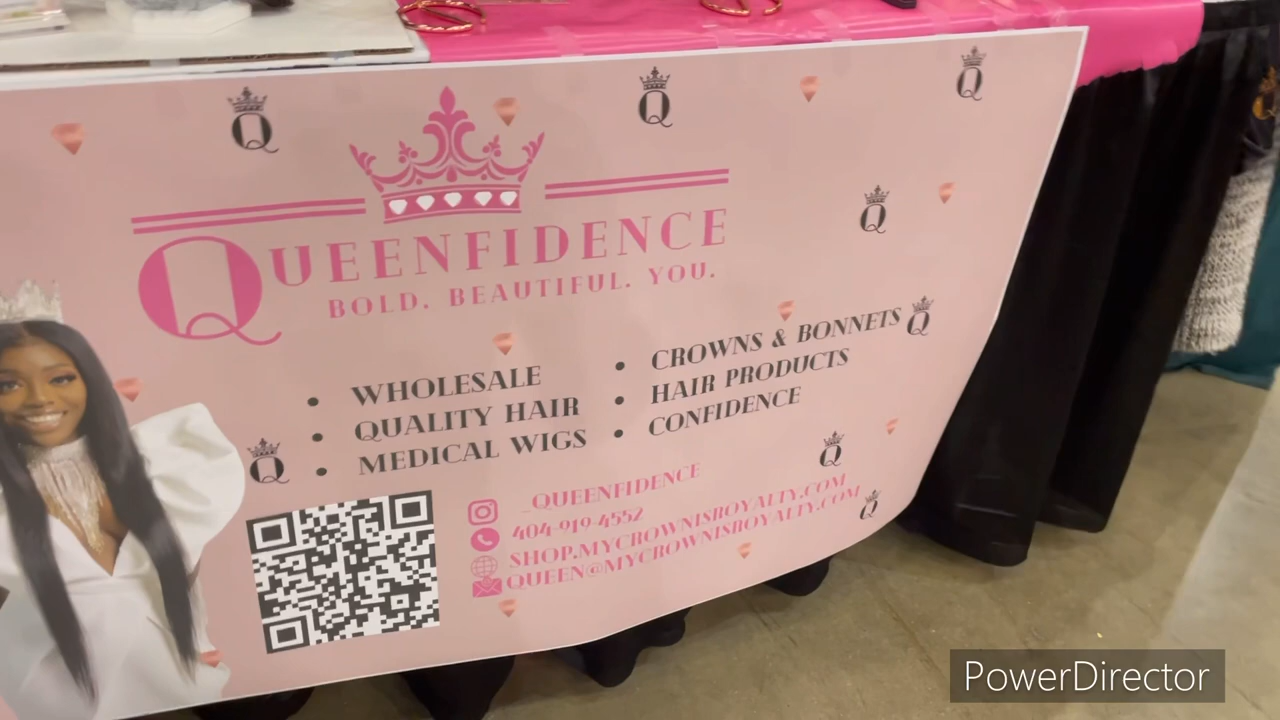 QUEENFIDENCE
BOLD. BEAUTIFUL. YOU.
• WHOLESALE
• QUALITY HAIR
• MEDICAL WIGS
• CROWNS & BONNETS
• HAIR PRODUCTS
• CONFIDENCE
_QUEENFIDENCE
404-919-4552
SHOP.MYCROWNISROYALTY.COM
QUEEN@MYCROWNISROYALTY.COM
Q
Q
Q
Q
Q
Q
Q
Q
PowerDirector